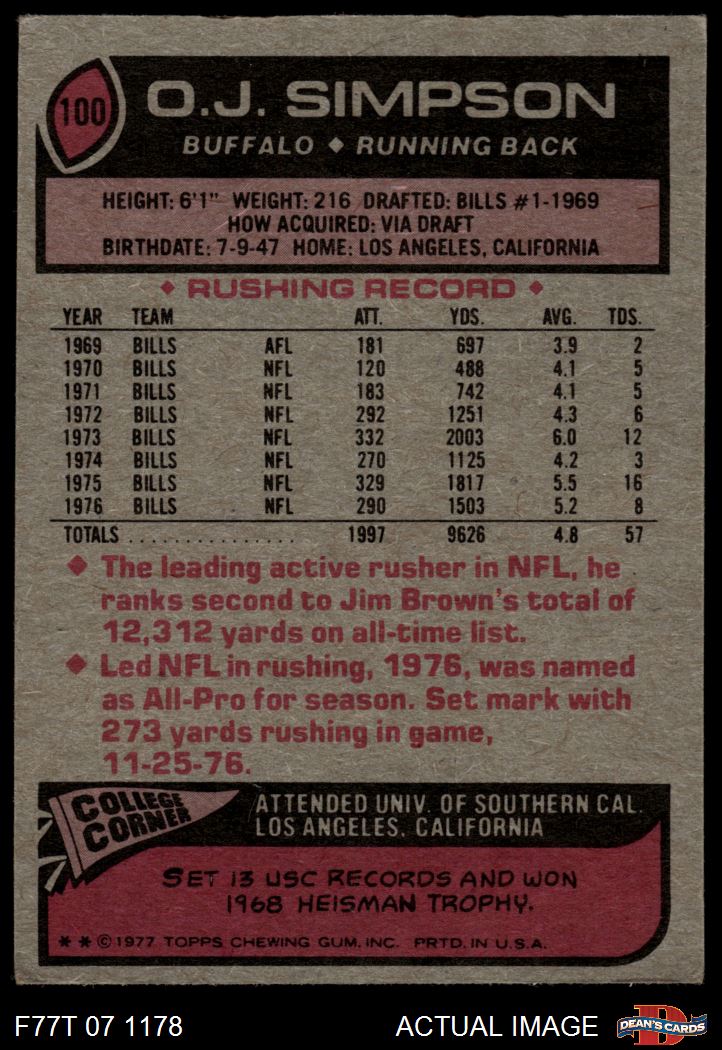 100
O.J. SIMPSON
BUFFALO ♦ RUNNING BACK
HEIGHT: 6'1" WEIGHT: 216 DRAFTED: BILLS #1-1969
HOW ACQUIRED: VIA DRAFT
BIRTHDATE: 7-9-47 HOME: LOS ANGELES, CALIFORNIA
♦ RUSHING RECORD ♦
YEAR TEAM ATT. YDS. AVG. TDS.
1969 BILLS AFL 181 697 3.9 2
1970 BILLS NFL 120 488 4.1 5
1971 BILLS NFL 183 742 4.1 5
1972 BILLS NFL 292 1251 4.3 6
1973 BILLS NFL 332 2003 6.0 12
1974 BILLS NFL 270 1125 4.2 3
1975 BILLS NFL 329 1817 5.5 16
1976 BILLS NFL 290 1503 5.2 8
TOTALS . . . . . . . . . . . . . . . 1997 9626 4.8 57
♦ The leading active rusher in NFL, he
ranks second to Jim Brown's total of
12,312 yards on all-time list.
♦ Led NFL in rushing, 1976, was named
as All-Pro for season. Set mark with
273 yards rushing in game,
11-25-76.
COLLEGE
CORNER
ATTENDED UNIV. OF SOUTHERN CAL.
LOS ANGELES, CALIFORNIA
SET 13 USC RECORDS AND WON
1968 HEISMAN TROPHY.
* * © 1977 TOPPS CHEWING GUM, INC. PRTD. IN U.S.A.
F77T 07 1178
ACTUAL IMAGE
D
DEAN'S CARDS